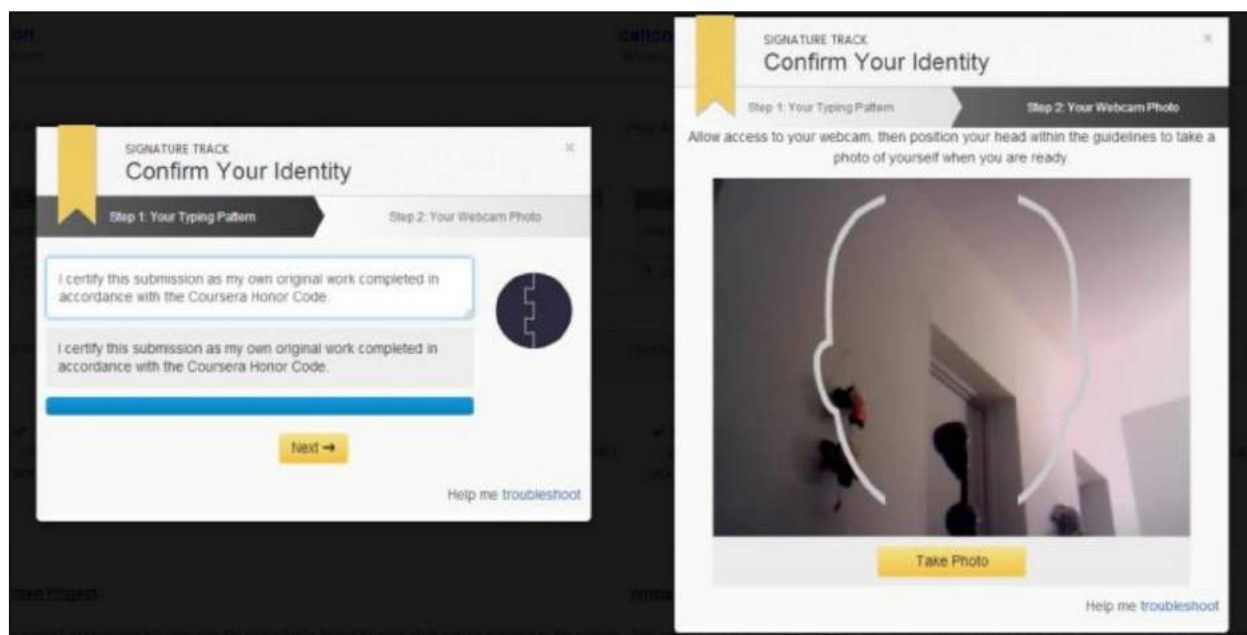 SIGNATURE TRACK
Confirm Your Identity
Step 1: Your Typing Pattern
Step 2: Your Webcam Photo
I certify this submission as my own original work completed in
accordance with the Coursera Honor Code.
I certify this submission as my own original work completed in
accordance with the Coursera Honor Code.
Next →
Help me troubleshoot
SIGNATURE TRACK
Confirm Your Identity
Step 1: Your Typing Pattern
Step 2: Your Webcam Photo
Allow access to your webcam, then position your head within the guidelines to take a
photo of yourself when you are ready.
Take Photo
Help me troubleshoot